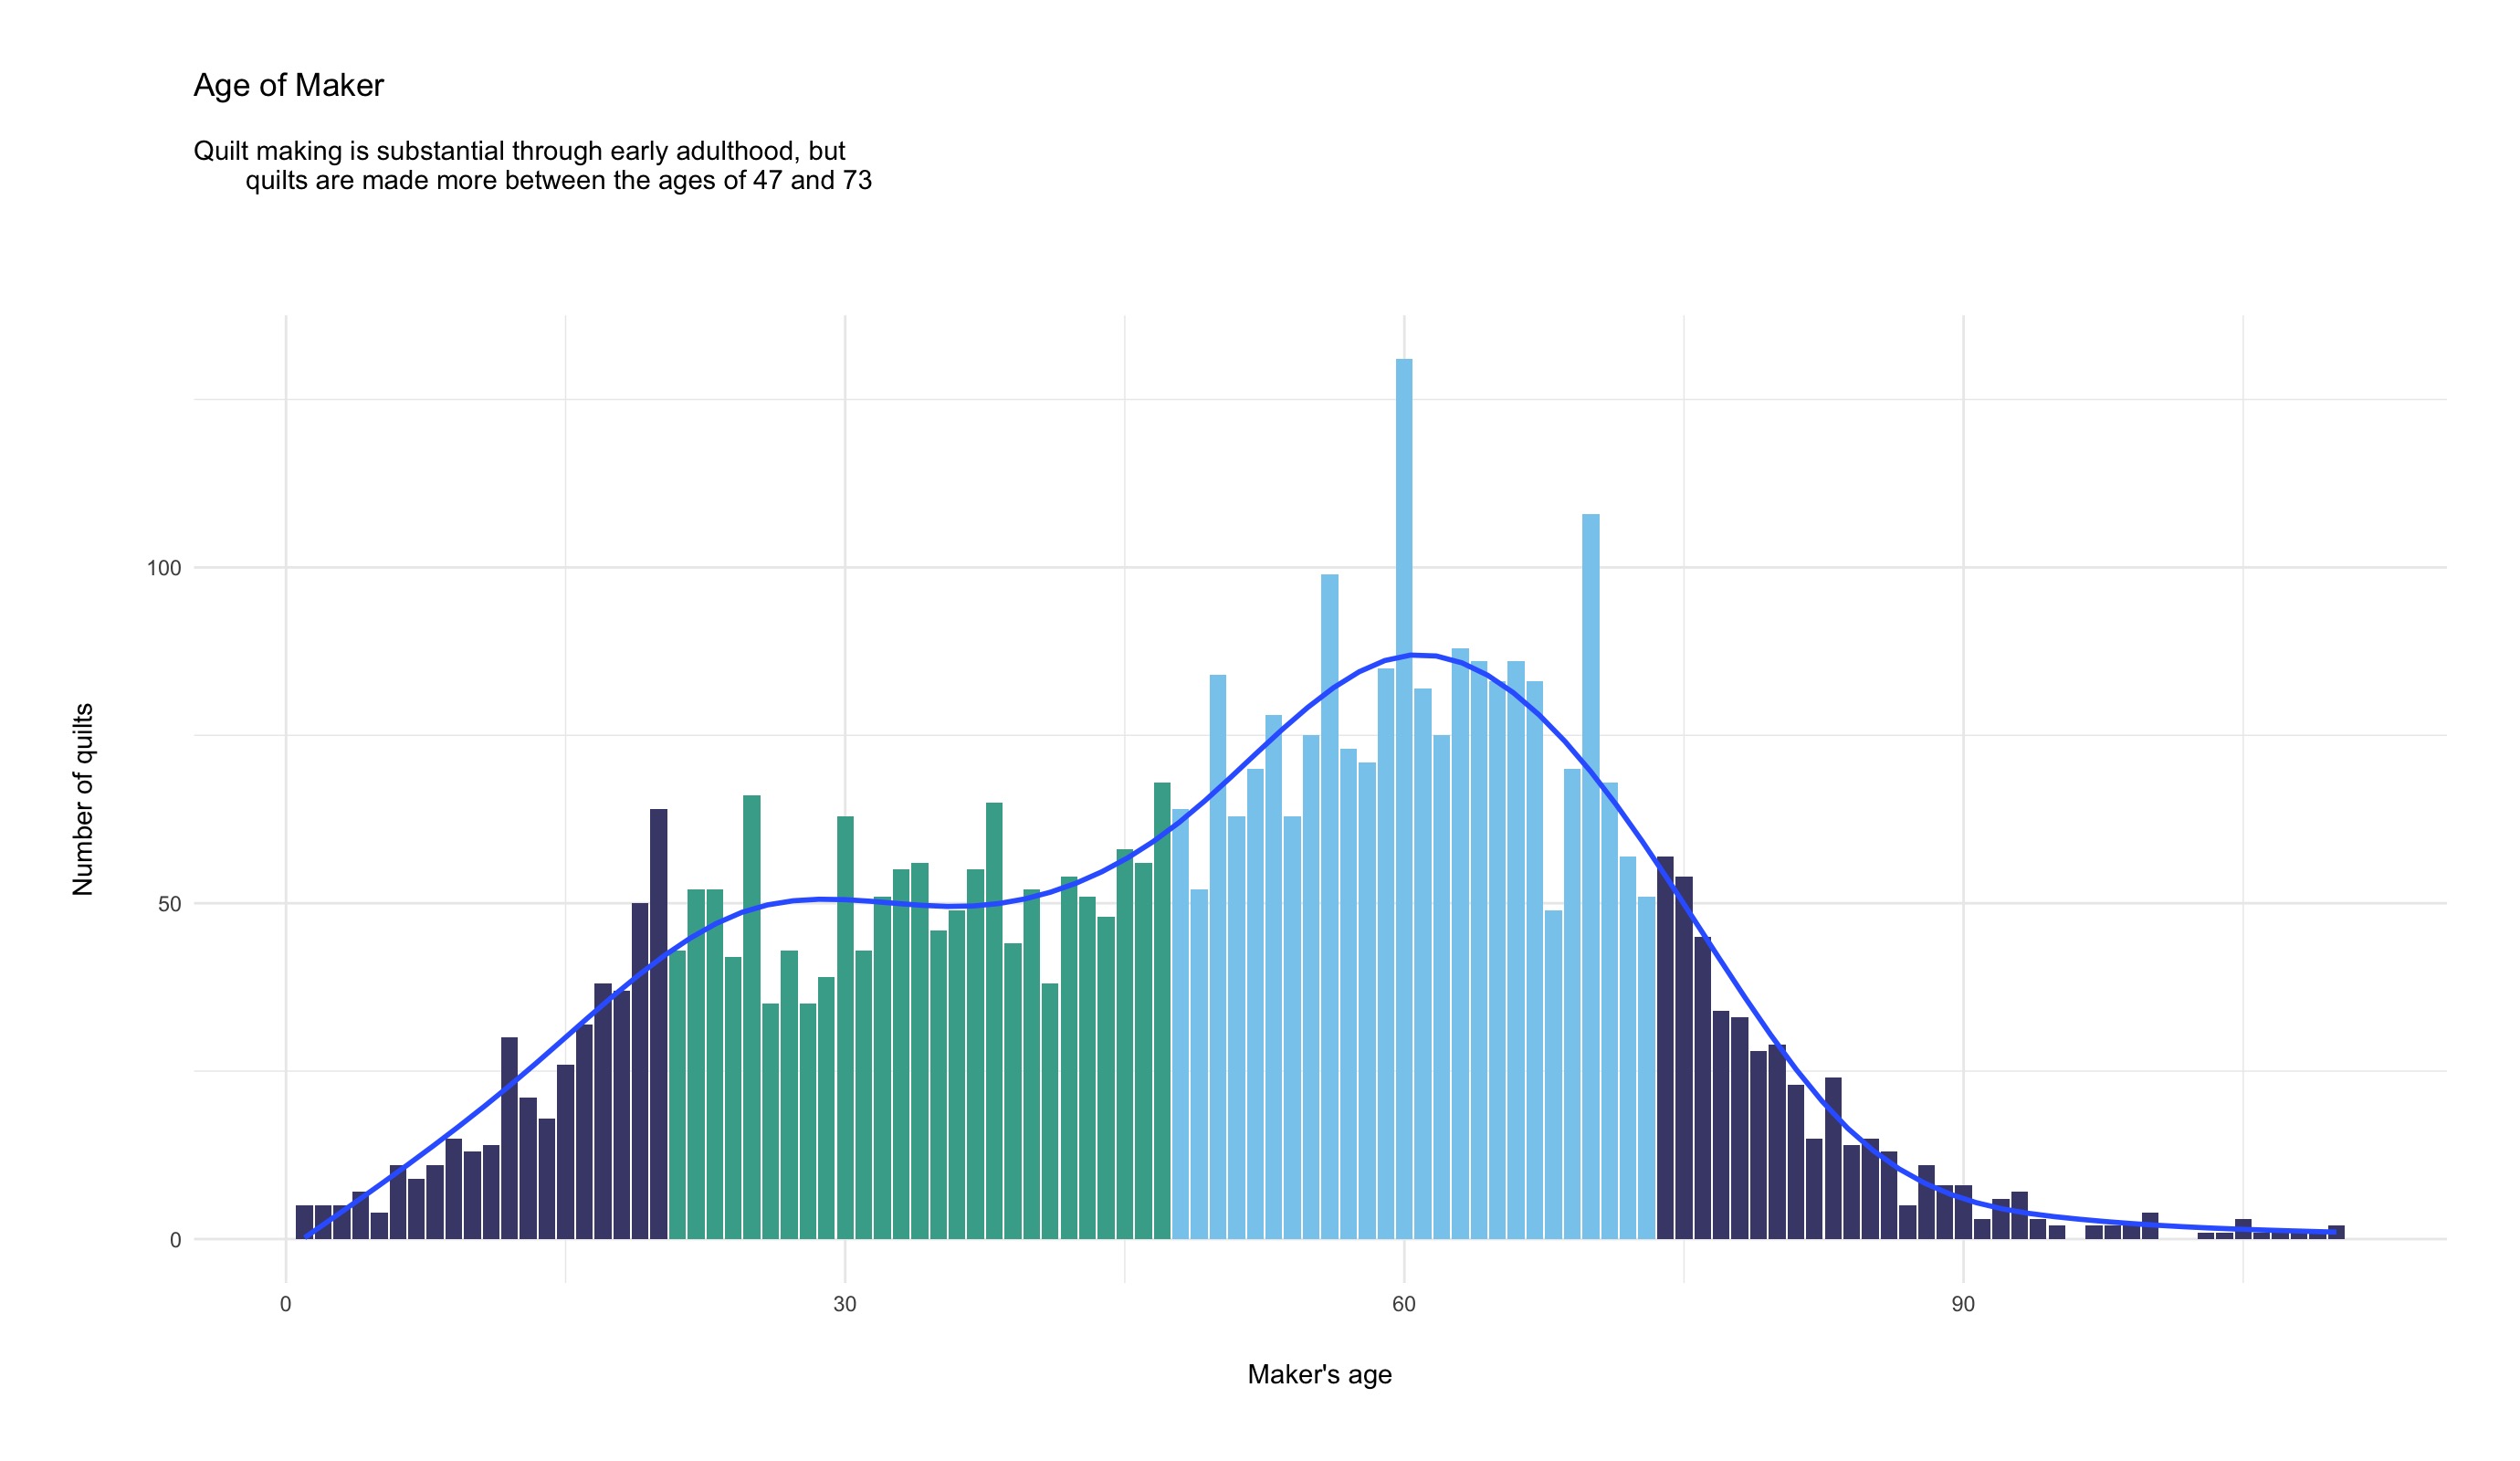 Age of Maker
Quilt making is substantial through early adulthood, but
quilts are made more between the ages of 47 and 73
Number of quilts
100
50
0
0
30
60
90
Maker's age